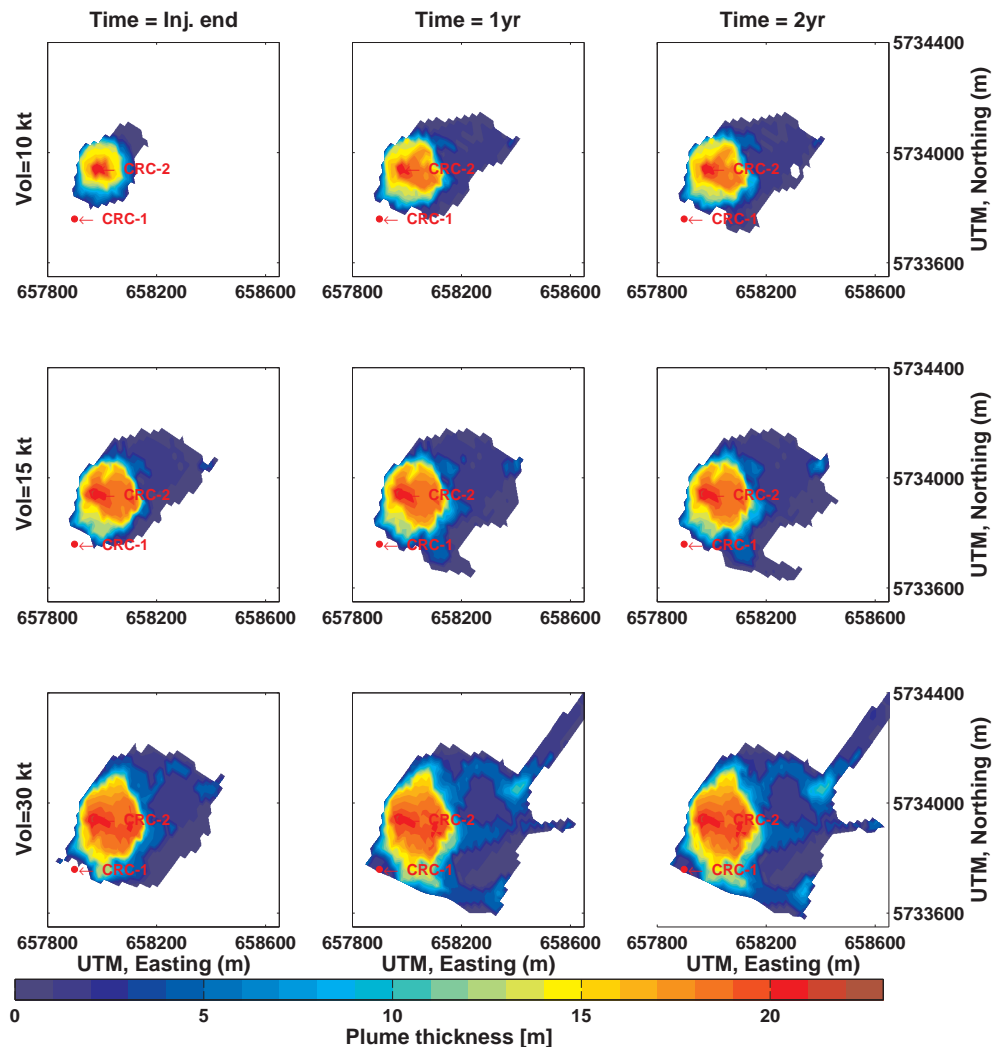 Time = Inj. end Time = 1yr Time = 2yr
Vol=10 kt
CRC-2 CRC-2 CRC-2
CRC-1 CRC-1 CRC-1
5734400
5734000
5733600
UTM, Northing (m)
657800 658200 658600 657800 658200 658600 657800 658200 658600
Vol=15 kt
CRC-2 CRC-2 CRC-2
CRC-1 CRC-1 CRC-1
5734400
5734000
5733600
UTM, Northing (m)
657800 658200 658600 657800 658200 658600 657800 658200 658600
Vol=30 kt
CRC-2 CRC-2 CRC-2
CRC-1 CRC-1 CRC-1
5734400
5734000
5733600
UTM, Northing (m)
657800 658200 658600 657800 658200 658600 657800 658200 658600
UTM, Easting (m) UTM, Easting (m) UTM, Easting (m)
0 5 10 15 20
Plume thickness [m]